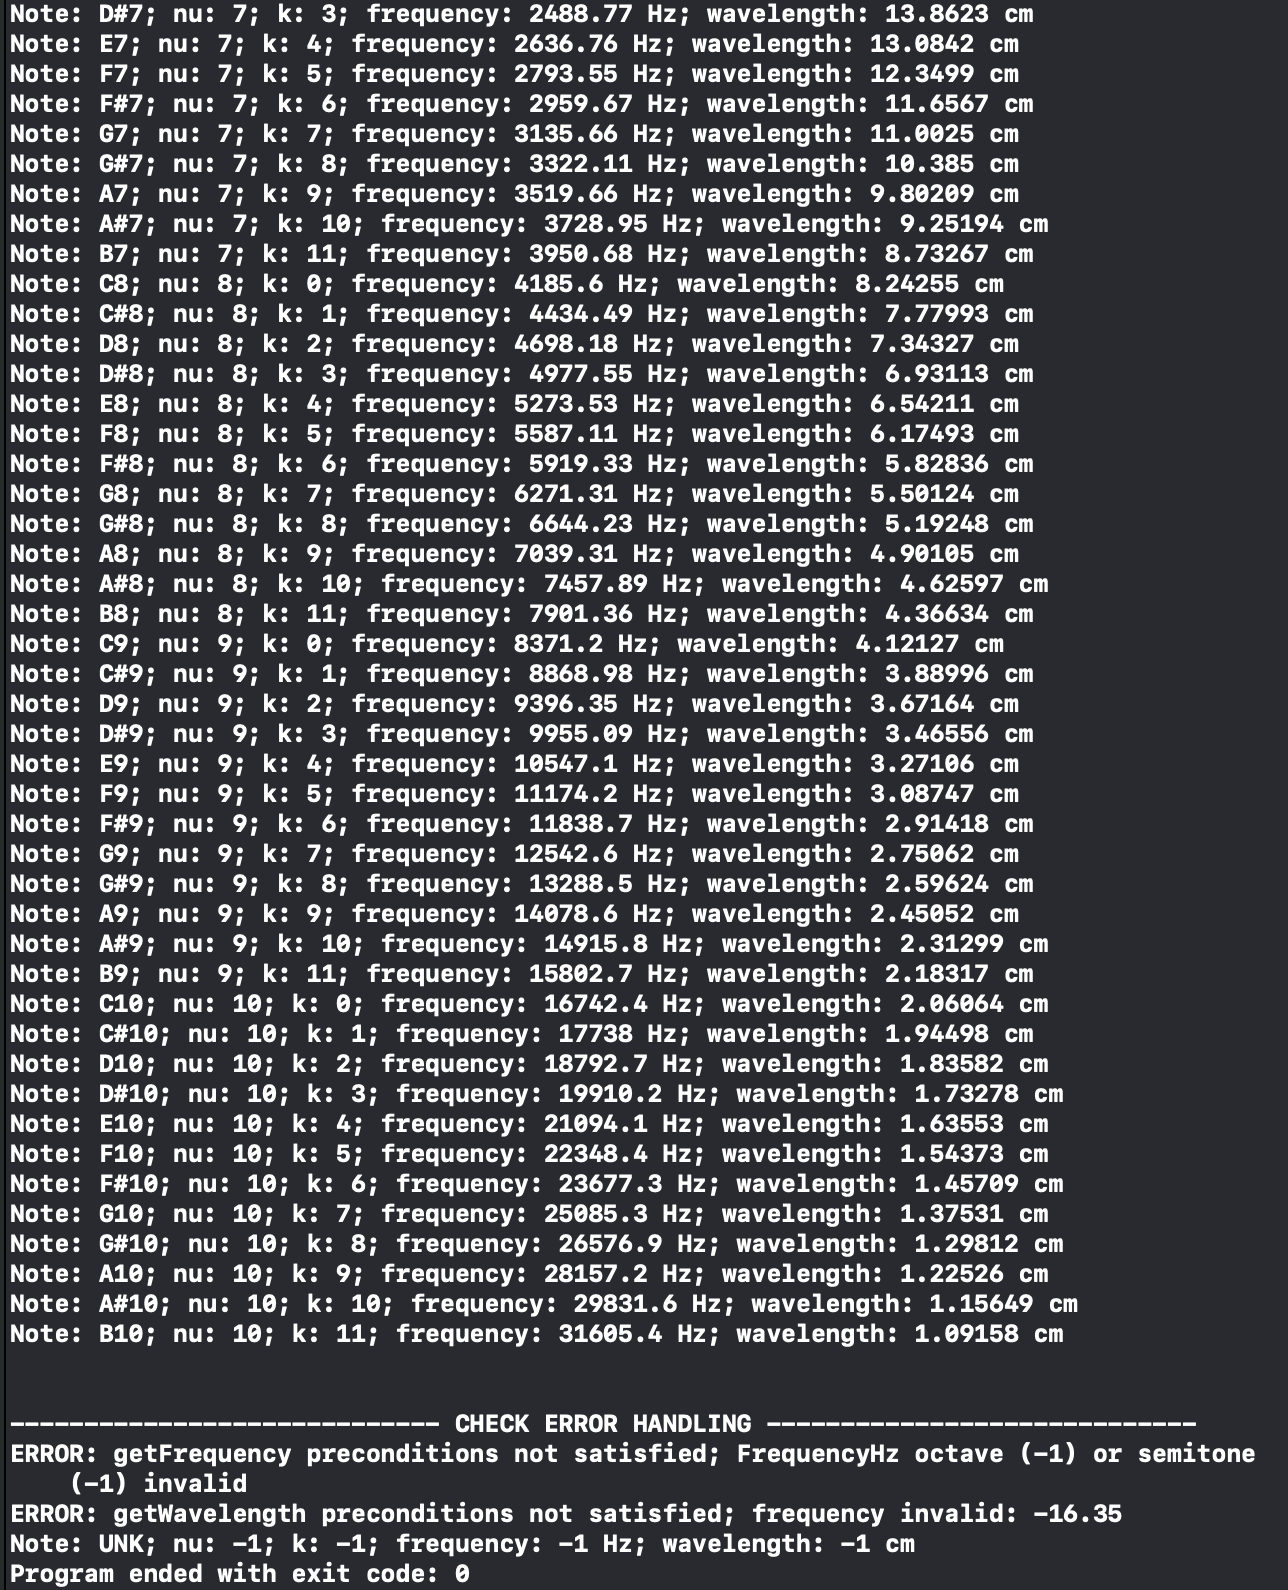 Note: D#7; nu: 7; k: 3; frequency: 2488.77 Hz; wavelength: 13.8623 cm
Note: E7; nu: 7; k: 4; frequency: 2636.76 Hz; wavelength: 13.0842 cm
Note: F7; nu: 7; k: 5; frequency: 2793.55 Hz; wavelength: 12.3499 cm
Note: F#7; nu: 7; k: 6; frequency: 2959.67 Hz; wavelength: 11.6567 cm
Note: G7; nu: 7; k: 7; frequency: 3135.66 Hz; wavelength: 11.0025 cm
Note: G#7; nu: 7; k: 8; frequency: 3322.11 Hz; wavelength: 10.385 cm
Note: A7; nu: 7; k: 9; frequency: 3519.66 Hz; wavelength: 9.80209 cm
Note: A#7; nu: 7; k: 10; frequency: 3728.95 Hz; wavelength: 9.25194 cm
Note: B7; nu: 7; k: 11; frequency: 3950.68 Hz; wavelength: 8.73267 cm
Note: C8; nu: 8; k: 0; frequency: 4185.6 Hz; wavelength: 8.24255 cm
Note: C#8; nu: 8; k: 1; frequency: 4434.49 Hz; wavelength: 7.77993 cm
Note: D8; nu: 8; k: 2; frequency: 4698.18 Hz; wavelength: 7.34327 cm
Note: D#8; nu: 8; k: 3; frequency: 4977.55 Hz; wavelength: 6.93113 cm
Note: E8; nu: 8; k: 4; frequency: 5273.53 Hz; wavelength: 6.54211 cm
Note: F8; nu: 8; k: 5; frequency: 5587.11 Hz; wavelength: 6.17493 cm
Note: F#8; nu: 8; k: 6; frequency: 5919.33 Hz; wavelength: 5.82836 cm
Note: G8; nu: 8; k: 7; frequency: 6271.31 Hz; wavelength: 5.50124 cm
Note: G#8; nu: 8; k: 8; frequency: 6644.23 Hz; wavelength: 5.19248 cm
Note: A8; nu: 8; k: 9; frequency: 7039.31 Hz; wavelength: 4.90105 cm
Note: A#8; nu: 8; k: 10; frequency: 7457.89 Hz; wavelength: 4.62597 cm
Note: B8; nu: 8; k: 11; frequency: 7901.36 Hz; wavelength: 4.36634 cm
Note: C9; nu: 9; k: 0; frequency: 8371.2 Hz; wavelength: 4.12127 cm
Note: C#9; nu: 9; k: 1; frequency: 8868.98 Hz; wavelength: 3.88996 cm
Note: D9; nu: 9; k: 2; frequency: 9396.35 Hz; wavelength: 3.67164 cm
Note: D#9; nu: 9; k: 3; frequency: 9955.09 Hz; wavelength: 3.46556 cm
Note: E9; nu: 9; k: 4; frequency: 10547.1 Hz; wavelength: 3.27106 cm
Note: F9; nu: 9; k: 5; frequency: 11174.2 Hz; wavelength: 3.08747 cm
Note: F#9; nu: 9; k: 6; frequency: 11838.7 Hz; wavelength: 2.91418 cm
Note: G9; nu: 9; k: 7; frequency: 12542.6 Hz; wavelength: 2.75062 cm
Note: G#9; nu: 9; k: 8; frequency: 13288.5 Hz; wavelength: 2.59624 cm
Note: A9; nu: 9; k: 9; frequency: 14078.6 Hz; wavelength: 2.45052 cm
Note: A#9; nu: 9; k: 10; frequency: 14915.8 Hz; wavelength: 2.31299 cm
Note: B9; nu: 9; k: 11; frequency: 15802.7 Hz; wavelength: 2.18317 cm
Note: C10; nu: 10; k: 0; frequency: 16742.4 Hz; wavelength: 2.06064 cm
Note: C#10; nu: 10; k: 1; frequency: 17738 Hz; wavelength: 1.94498 cm
Note: D10; nu: 10; k: 2; frequency: 18792.7 Hz; wavelength: 1.83582 cm
Note: D#10; nu: 10; k: 3; frequency: 19910.2 Hz; wavelength: 1.73278 cm
Note: E10; nu: 10; k: 4; frequency: 21094.1 Hz; wavelength: 1.63553 cm
Note: F10; nu: 10; k: 5; frequency: 22348.4 Hz; wavelength: 1.54373 cm
Note: F#10; nu: 10; k: 6; frequency: 23677.3 Hz; wavelength: 1.45709 cm
Note: G10; nu: 10; k: 7; frequency: 25085.3 Hz; wavelength: 1.37531 cm
Note: G#10; nu: 10; k: 8; frequency: 26576.9 Hz; wavelength: 1.29812 cm
Note: A10; nu: 10; k: 9; frequency: 28157.2 Hz; wavelength: 1.22526 cm
Note: A#10; nu: 10; k: 10; frequency: 29831.6 Hz; wavelength: 1.15649 cm
Note: B10; nu: 10; k: 11; frequency: 31605.4 Hz; wavelength: 1.09158 cm
----------------------------- CHECK ERROR HANDLING -----------------------------
ERROR: getFrequency preconditions not satisfied; FrequencyHz octave (-1) or semitone
(-1) invalid
ERROR: getWavelength preconditions not satisfied; frequency invalid: -16.35
Note: UNK; nu: -1; k: -1; frequency: -1 Hz; wavelength: -1 cm
Program ended with exit code: 0